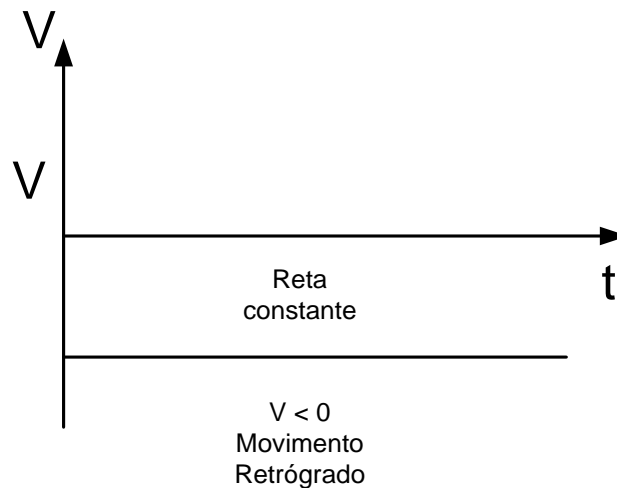 V
V
t
Reta
constante
V < 0
Movimento
Retrógrado